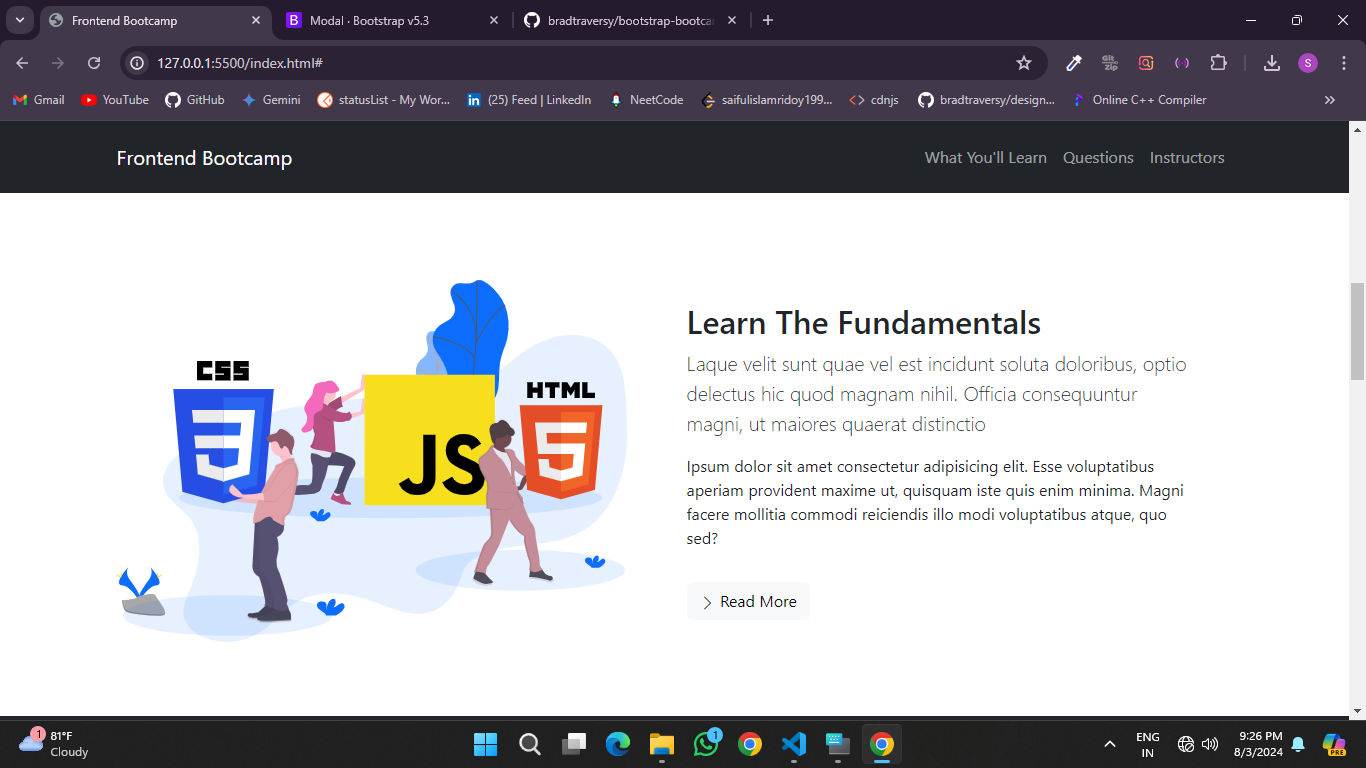 Frontend Bootcamp
Modal · Bootstrap v5.3
bradtraversy/bootstrap-bootca
127.0.0.1:5500/index.html#
S
Gmail
YouTube
GitHub
Gemini
statusList - My Wor...
(25) Feed | LinkedIn
NeetCode
saifulislamridoy199...
cdnjs
bradtraversy/design...
Online C++ Compiler
Frontend Bootcamp
What You'll Learn
Questions
Instructors
CSS
JS
HTML
Learn The Fundamentals
Laque velit sunt quae vel est incidunt soluta doloribus, optio
delectus hic quod magnam nihil. Officia consequuntur
magni, ut maiores quaerat distinctio
Ipsum dolor sit amet consectetur adipisicing elit. Esse voluptatibus
aperiam provident maxime ut, quisquam iste quis enim minima. Magni
facere mollitia commodi reiciendis illo modi voluptatibus atque, quo
sed?
Read More
1
81°F
Cloudy
1
ENG
IN
9:26 PM
8/3/2024
PRE